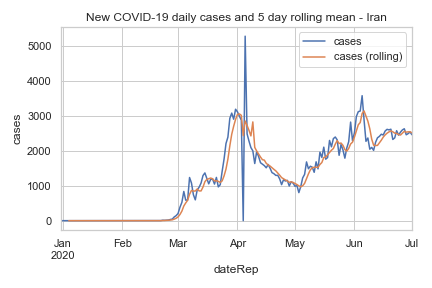 New COVID-19 daily cases and 5 day rolling mean - Iran
cases
cases (rolling)
5000
4000
3000
2000
1000
0
cases
Jan Feb Mar Apr May Jun Jul
2020
dateRep